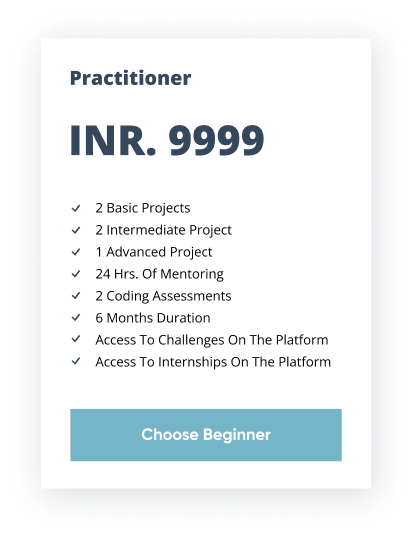 Practitioner
INR. 9999
2 Basic Projects
2 Intermediate Project
1 Advanced Project
24 Hrs. Of Mentoring
2 Coding Assessments
6 Months Duration
Access To Challenges On The Platform
Access To Internships On The Platform
Choose Beginner